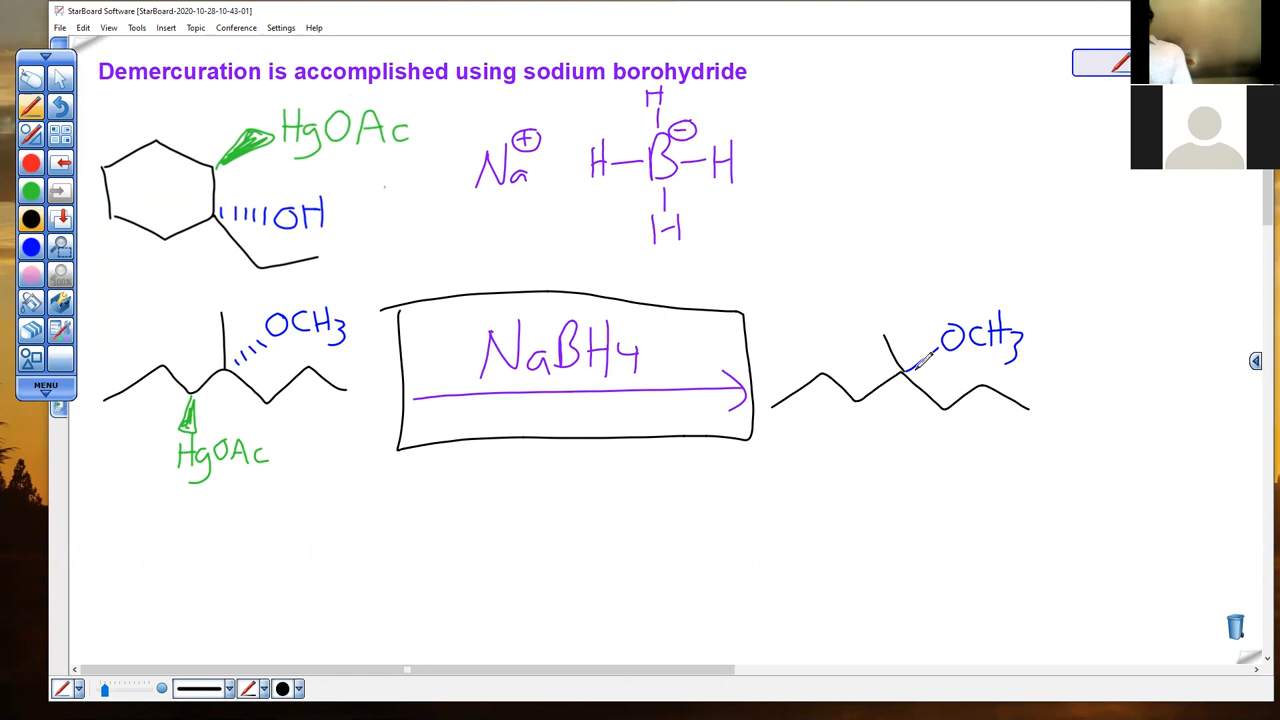 StarBoard Software [StarBoard-2020-10-28-10-43-01]
File Edit View Tools Insert Topic Conference Settings Help
Demercuration is accomplished using sodium borohydride
HgOAc
Na +
H
H B − H
H
OH
OCH3
HgOAc
NaBH4
OCH3
MENU